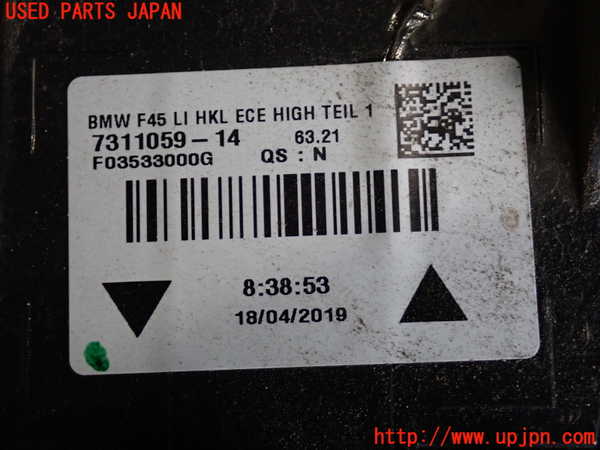 USED PARTS JAPAN
BMW F45 LI HKL ECE HIGH TEIL 1
7311059-14 63.21
F03533000G QS : N
8:38:53
18/04/2019
http://www.upjpn.com/